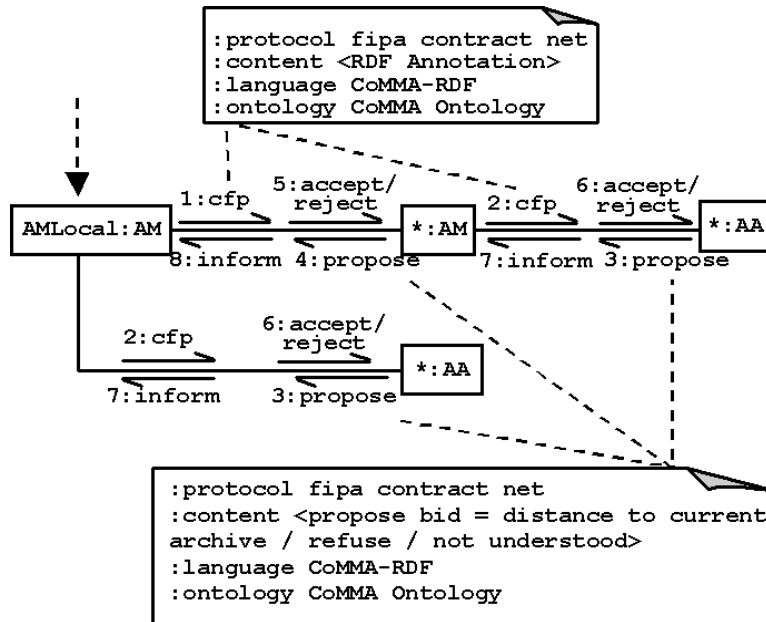 :protocol fipa contract net
:content <RDF Annotation>
:language CoMMA-RDF
:ontology CoMMA Ontology
AMLocal:AM
1:cfp
5:accept/
reject
8:inform
4:propose
*:AM
2:cfp
6:accept/
reject
7:inform
3:propose
*:AA
2:cfp
6:accept/
reject
7:inform
3:propose
*:AA
:protocol fipa contract net
:content <propose bid = distance to current
archive / refuse / not understood>
:language CoMMA-RDF
:ontology CoMMA Ontology